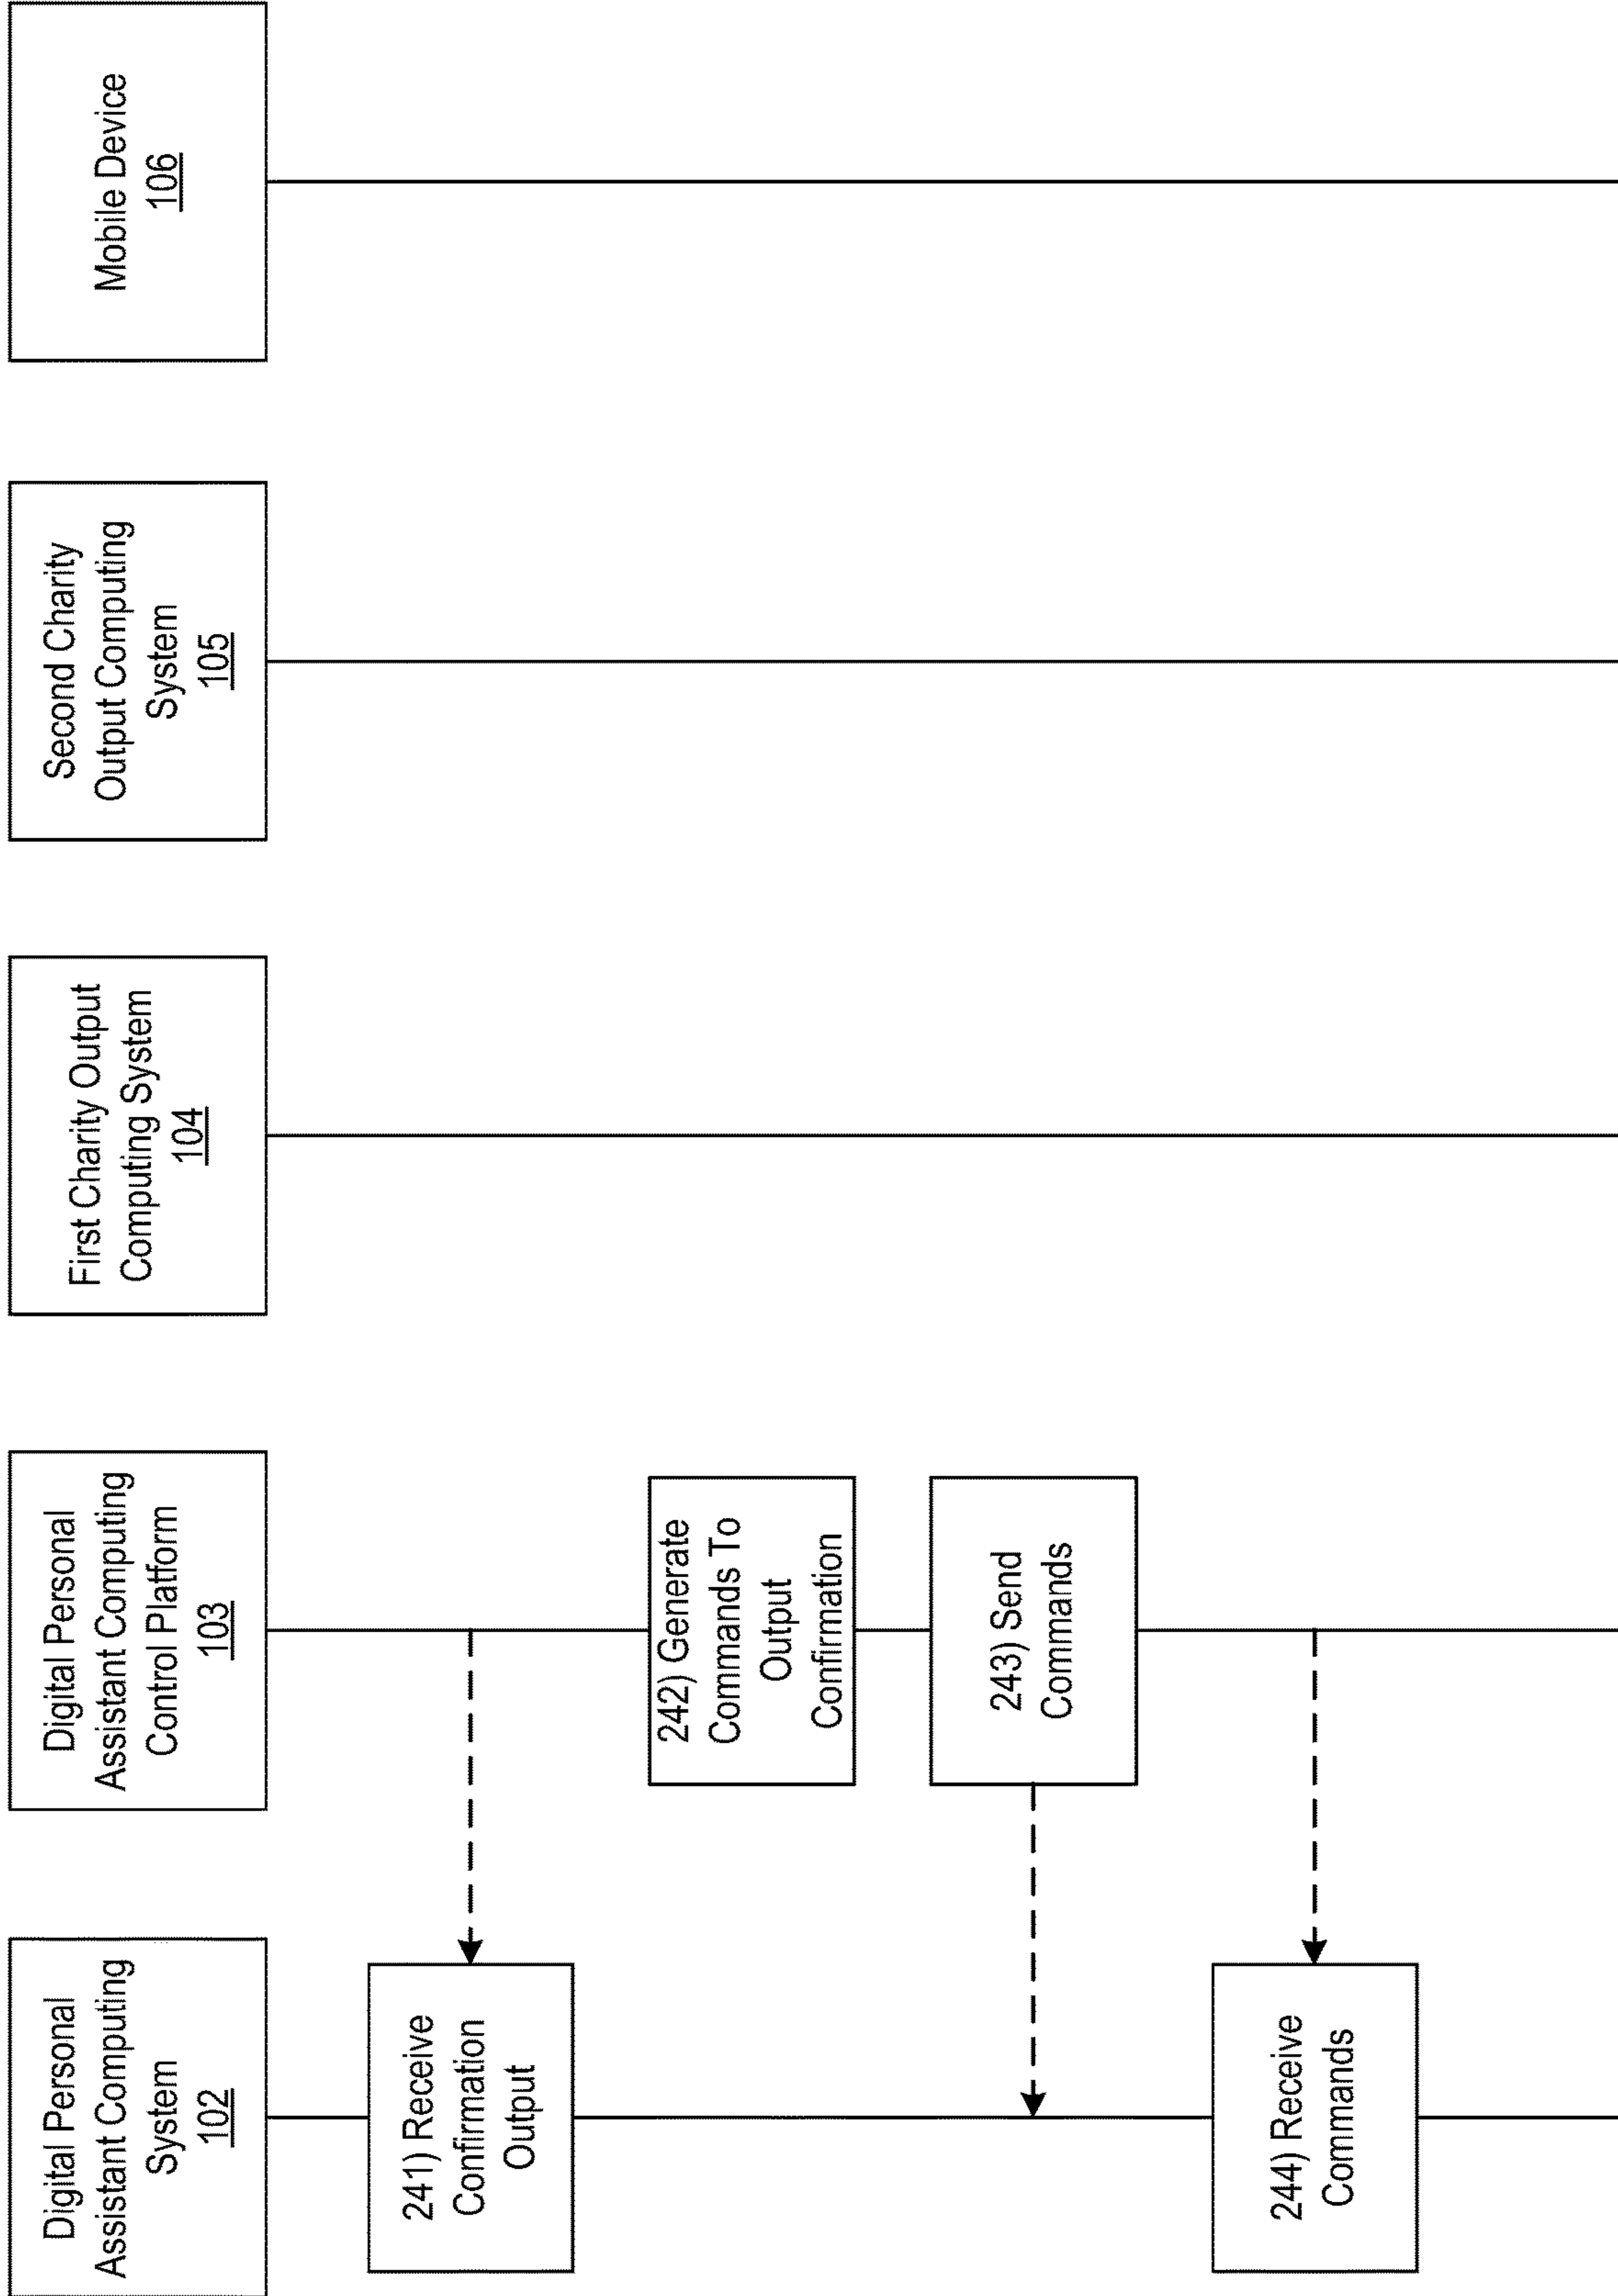 Digital Personal
Assistant Computing
System
102
Digital Personal
Assistant Computing
Control Platform
103
First Charity Output
Computing System
104
Second Charity
Output Computing
System
105
Mobile Device
106
241) Receive
Confirmation
Output
242) Generate
Commands To
Output
Confirmation
243) Send
Commands
244) Receive
Commands